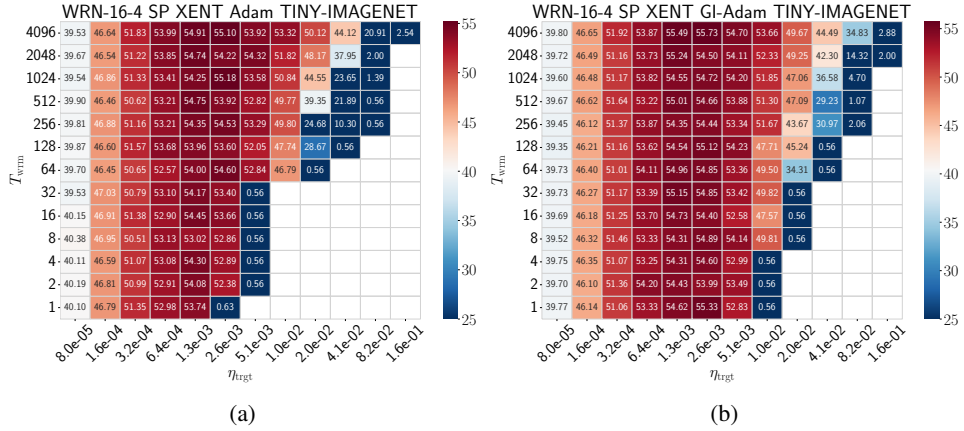 WRN-16-4 SP XENT Adam TINY-IMAGENET
4096 39.53 46.64 51.83 53.99 54.91 55.10 53.92 53.32 50.12 44.12 20.91 2.54
2048 39.67 46.54 51.22 53.85 54.74 54.22 54.32 51.82 48.17 37.95 2.00
1024 39.54 46.86 51.33 53.41 54.25 55.18 53.58 50.84 44.55 23.65 1.39
512 39.90 46.46 50.62 53.21 54.75 53.92 52.82 49.77 39.35 21.89 0.56
256 39.81 46.88 51.16 53.13 54.35 54.53 53.29 49.80 24.68 10.30 0.56
128 39.87 46.60 51.57 53.68 53.96 53.60 52.05 47.74 28.67 0.56
64 39.70 46.45 50.65 52.57 54.00 54.60 52.84 46.79 0.56
32 39.53 47.03 50.79 53.10 54.17 53.40 0.56
16 40.15 46.91 51.38 52.90 54.45 53.66 0.56
8 40.38 46.95 50.51 53.13 53.02 52.86 0.56
4 40.11 46.59 51.07 53.08 54.30 52.89 0.56
2 40.19 46.81 50.99 52.91 54.08 52.38 0.56
1 40.10 46.79 51.35 52.98 53.74 0.63
T_wrm
8.0e-05 1.6e-04 3.2e-04 6.4e-04 1.3e-03 2.6e-03 5.1e-03 1.0e-02 2.0e-02 4.1e-02 8.2e-02 1.6e-01
η_trgt
55
50
45
40
35
30
25
(a)
WRN-16-4 SP XENT GI-Adam TINY-IMAGENET
4096 39.80 46.65 51.92 53.87 55.49 55.73 54.70 53.66 49.67 44.49 34.83 2.88
2048 39.72 46.49 51.16 53.73 54.90 55.11 54.01 52.33 49.25 42.30 14.32 2.00
1024 39.60 46.48 51.17 53.58 54.55 54.72 54.20 51.85 47.06 36.58 4.70
512 39.67 46.62 51.64 53.22 55.01 54.66 53.88 51.30 47.09 29.23 1.07
256 39.45 46.12 51.37 53.87 54.35 54.44 53.34 51.67 43.67 30.97 2.06
128 39.35 46.21 51.16 53.62 54.54 55.12 54.23 47.71 45.24 0.56
64 39.40 46.40 51.01 54.11 54.96 54.85 53.36 49.50 34.31 0.56
32 39.73 46.27 51.17 53.39 55.15 54.85 53.42 49.82 0.56
16 39.69 46.18 51.25 53.70 54.73 54.40 52.58 47.57 0.56
8 39.52 46.32 51.46 53.33 54.31 54.89 54.14 49.81 0.56
4 39.75 46.35 51.25 53.31 54.31 54.60 52.99 0.56
2 39.70 46.10 51.36 54.20 54.43 53.99 53.49 0.56
1 39.77 46.14 51.06 53.33 54.62 55.33 52.83 0.56
T_wrm
8.0e-05 1.6e-04 3.2e-04 6.4e-04 1.3e-03 2.6e-03 5.1e-03 1.0e-02 2.0e-02 4.1e-02 8.2e-02 1.6e-01
η_trgt
55
50
45
40
35
30
25
(b)